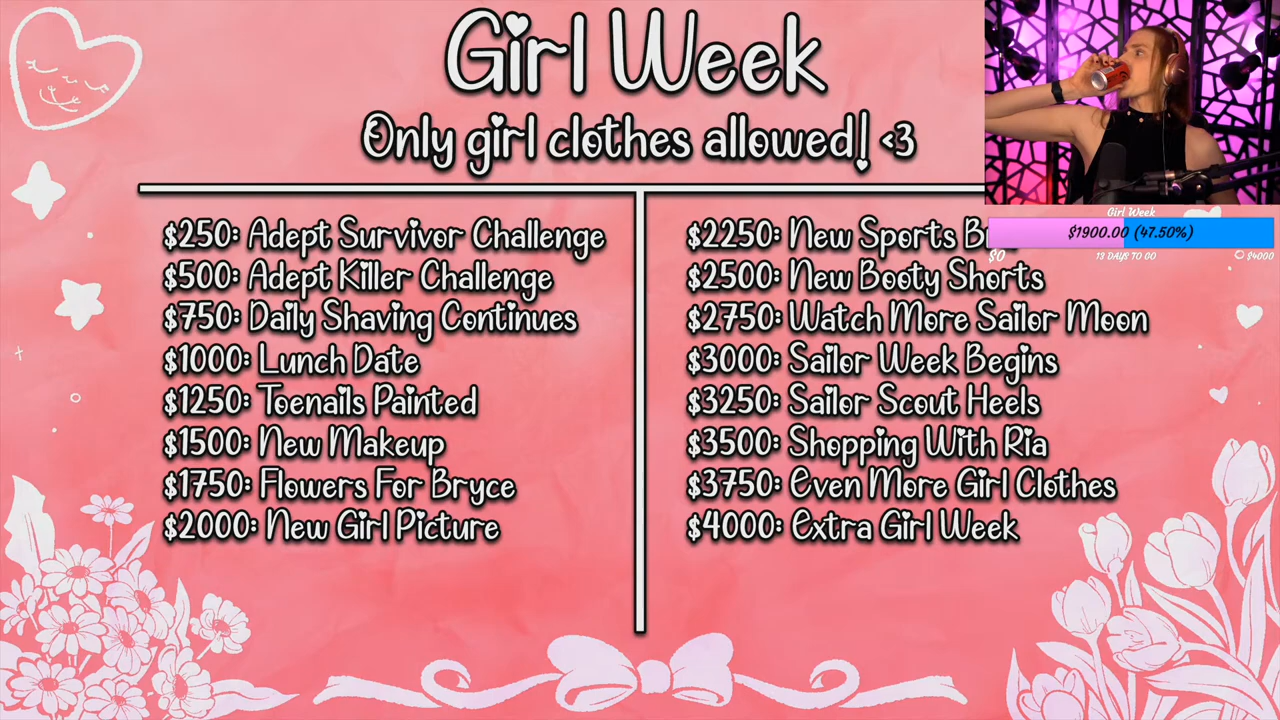 Girl Week
Only girl clothes allowed! <3
$250: Adept Survivor Challenge
$500: Adept Killer Challenge
$750: Daily Shaving Continues
$1000: Lunch Date
$1250: Toenails Painted
$1500: New Makeup
$1750: Flowers For Bryce
$2000: New Girl Picture
$2250: New Sports
$2500: New Booty Shorts
$2750: Watch More Sailor Moon
$3000: Sailor Week Begins
$3250: Sailor Scout Heels
$3500: Shopping With Ria
$3750: Even More Girl Clothes
$4000: Extra Girl Week
Girl Week
$1900.00 (47.50%)
$0 13 DAYS TO GO $4000